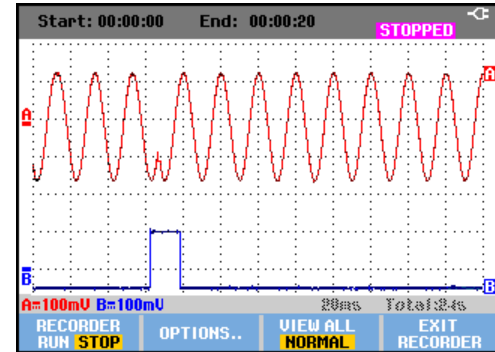 Start: 00:00:00 End: 00:00:20
STOPPED
A
A
B
B
A=100mV B=100mV 20ms Total:24s
RECORDER OPTIONS.. VIEW ALL EXIT
RUN STOP NORMAL RECORDER